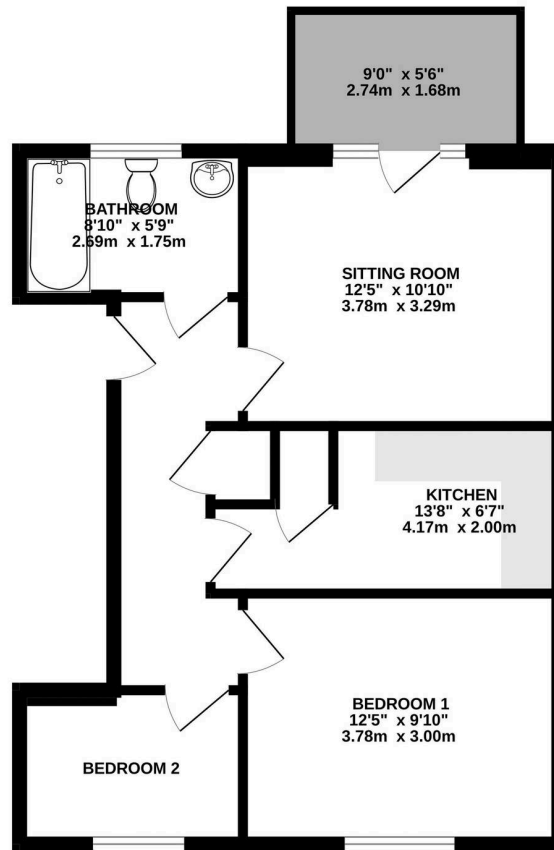 9'0" x 5'6"
2.74m x 1.68m
BATHROOM
8'10" x 5'9"
2.69m x 1.75m
SITTING ROOM
12'5" x 10'10"
3.78m x 3.29m
KITCHEN
13'8" x 6'7"
4.17m x 2.00m
BEDROOM 1
12'5" x 9'10"
3.78m x 3.00m
BEDROOM 2